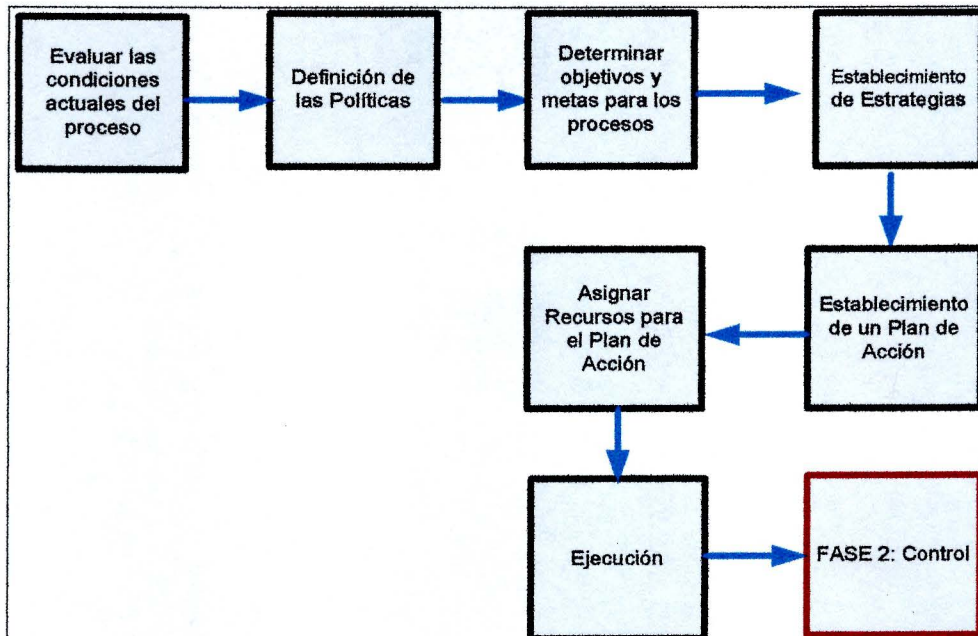 Evaluar las
condiciones
actuales del
proceso
Definición de
las Políticas
Determinar
objetivos y
metas para los
procesos
Establecimiento
de Estrategias
Establecimiento
de un Plan de
Acción
Asignar
Recursos para
el Plan de
Acción
Ejecución
FASE 2: Control